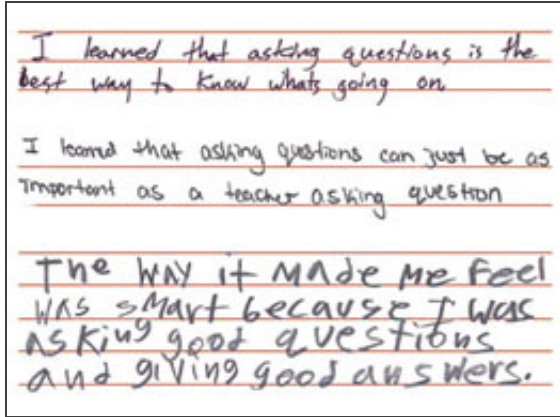 I learned that asking questions is the
best way to know whats going on
I learned that asking questions can just be as
important as a teacher asking question
The way it made me feel
was smart because I was
asking good questions
and giving good answers.